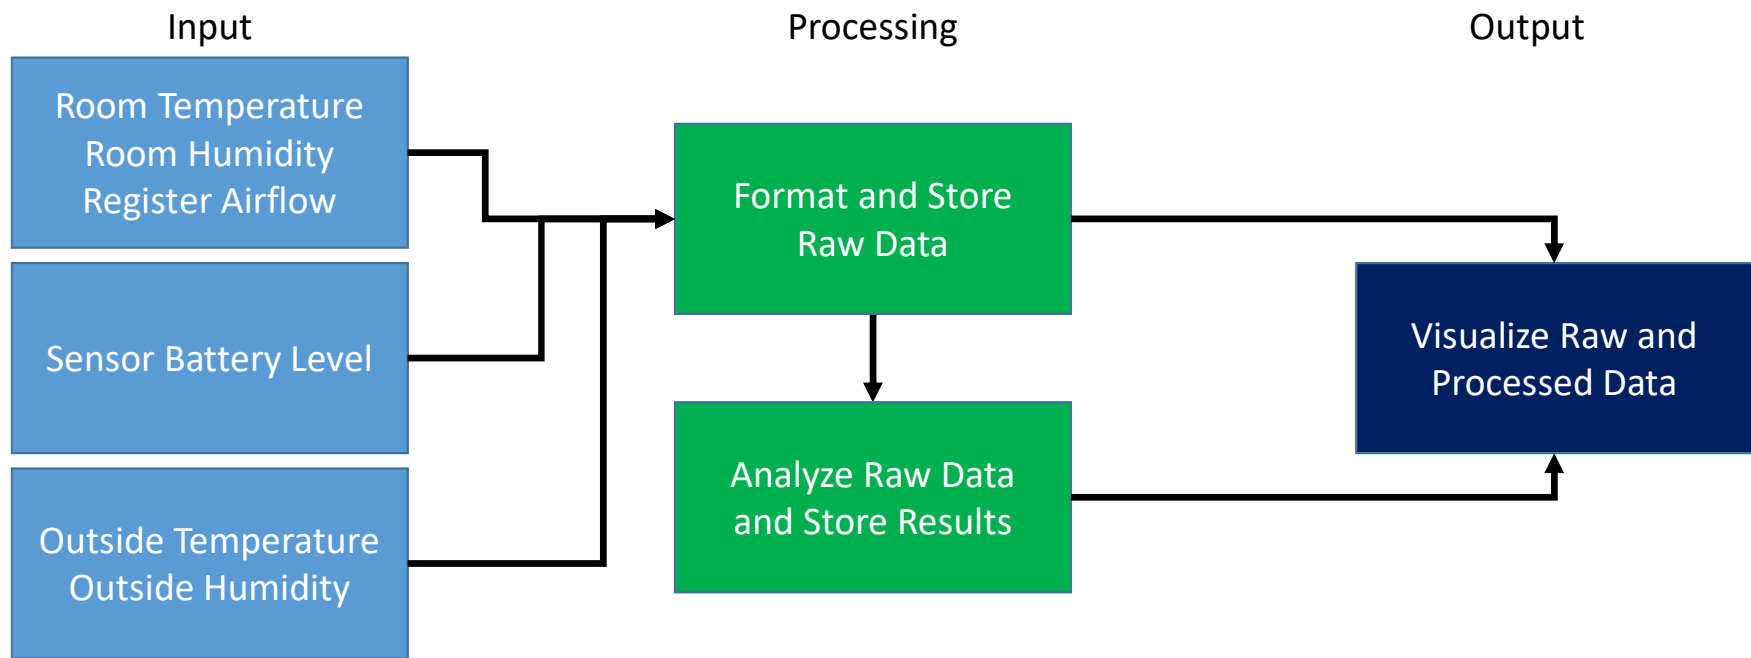 Input
Processing
Output
Room Temperature
Room Humidity
Register Airflow
Sensor Battery Level
Outside Temperature
Outside Humidity
Format and Store
Raw Data
Analyze Raw Data
and Store Results
Visualize Raw and
Processed Data